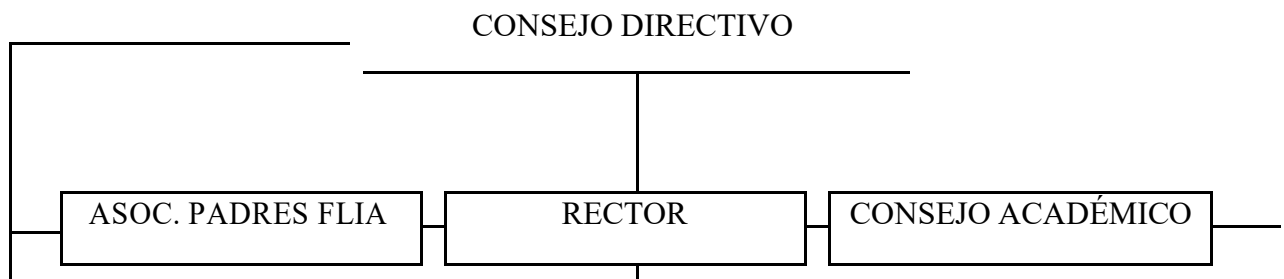 CONSEJO DIRECTIVO
ASOC. PADRES FLIA
RECTOR
CONSEJO ACADÉMICO